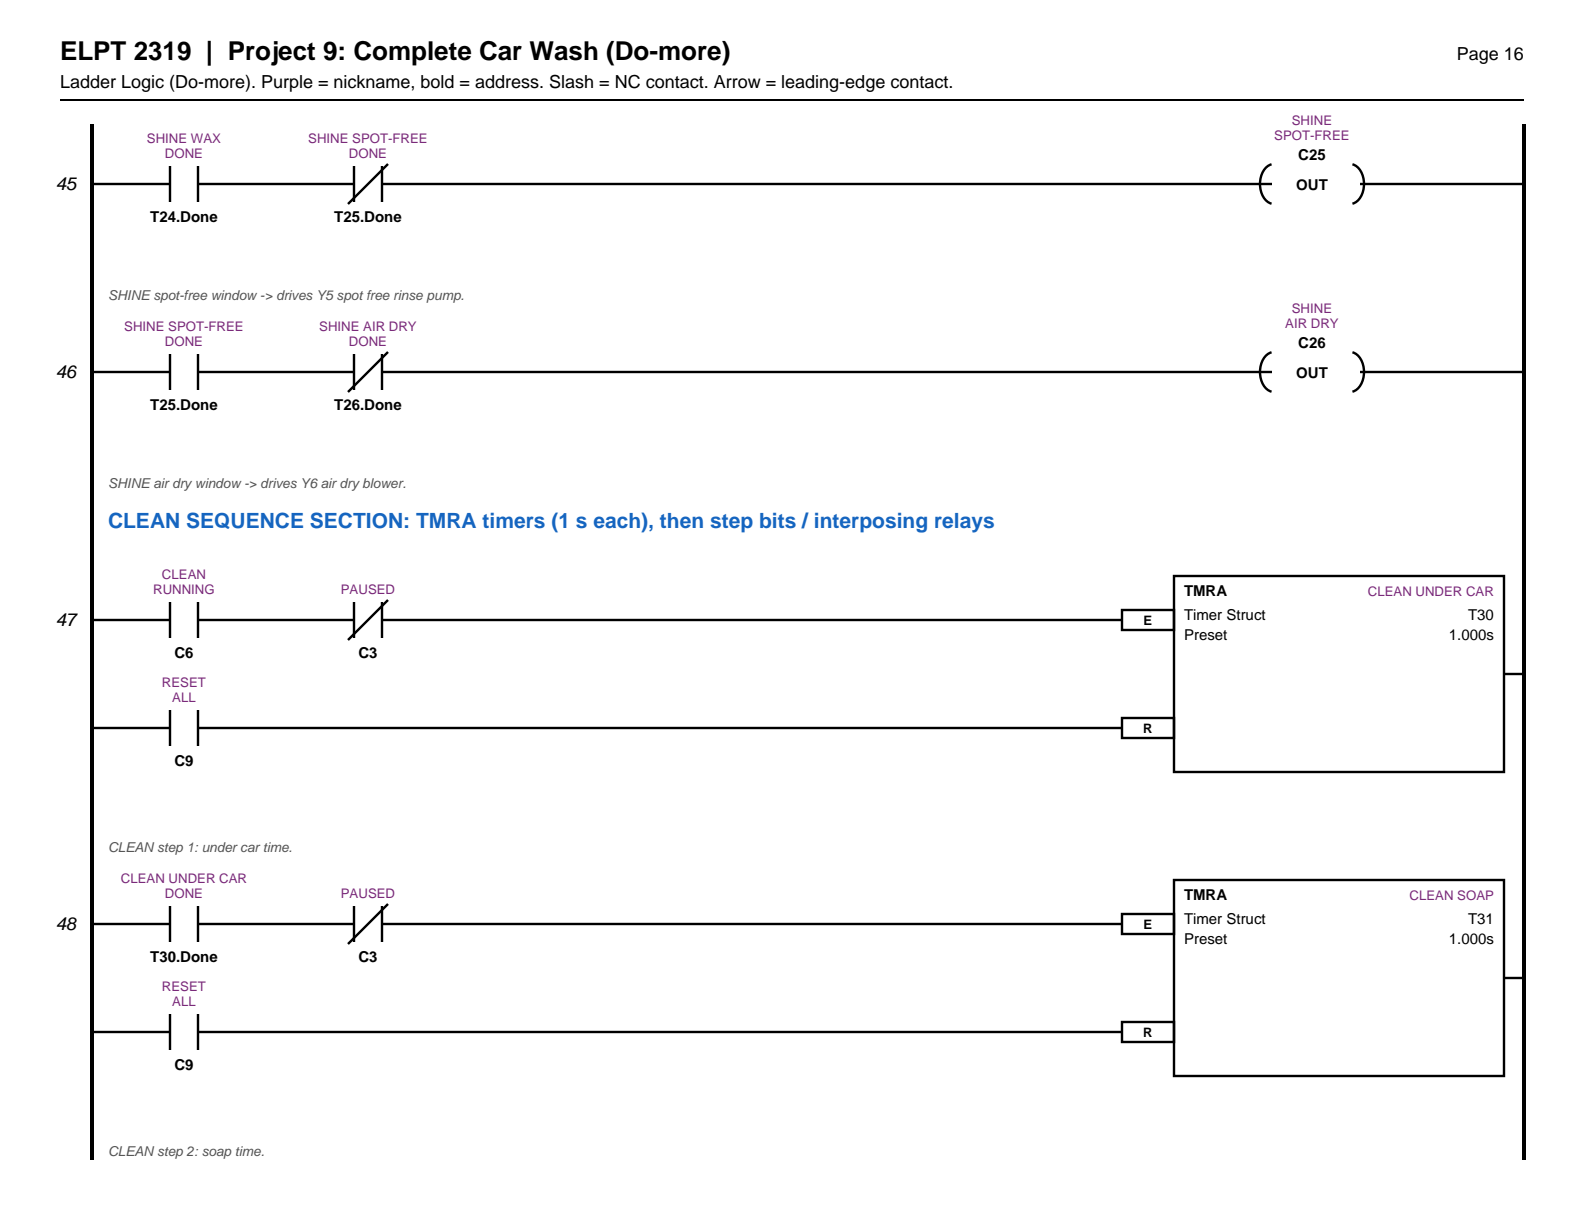 ELPT 2319 | Project 9: Complete Car Wash (Do-more)
Page 16
Ladder Logic (Do-more). Purple = nickname, bold = address. Slash = NC contact. Arrow = leading-edge contact.
SHINE WAX
DONE
SHINE SPOT-FREE
DONE
SHINE
SPOT-FREE
C25
45
OUT
T24.Done
T25.Done
SHINE spot-free window -> drives Y5 spot free rinse pump.
SHINE SPOT-FREE
DONE
SHINE AIR DRY
DONE
SHINE
AIR DRY
C26
46
OUT
T25.Done
T26.Done
SHINE air dry window -> drives Y6 air dry blower.
CLEAN SEQUENCE SECTION: TMRA timers (1 s each), then step bits / interposing relays
CLEAN
RUNNING
PAUSED
TMRA CLEAN UNDER CAR
Timer Struct T30
Preset 1.000s
47
E
C6
C3
RESET
ALL
R
C9
CLEAN step 1: under car time.
CLEAN UNDER CAR
DONE
PAUSED
TMRA CLEAN SOAP
Timer Struct T31
Preset 1.000s
48
E
T30.Done
C3
RESET
ALL
R
C9
CLEAN step 2: soap time.